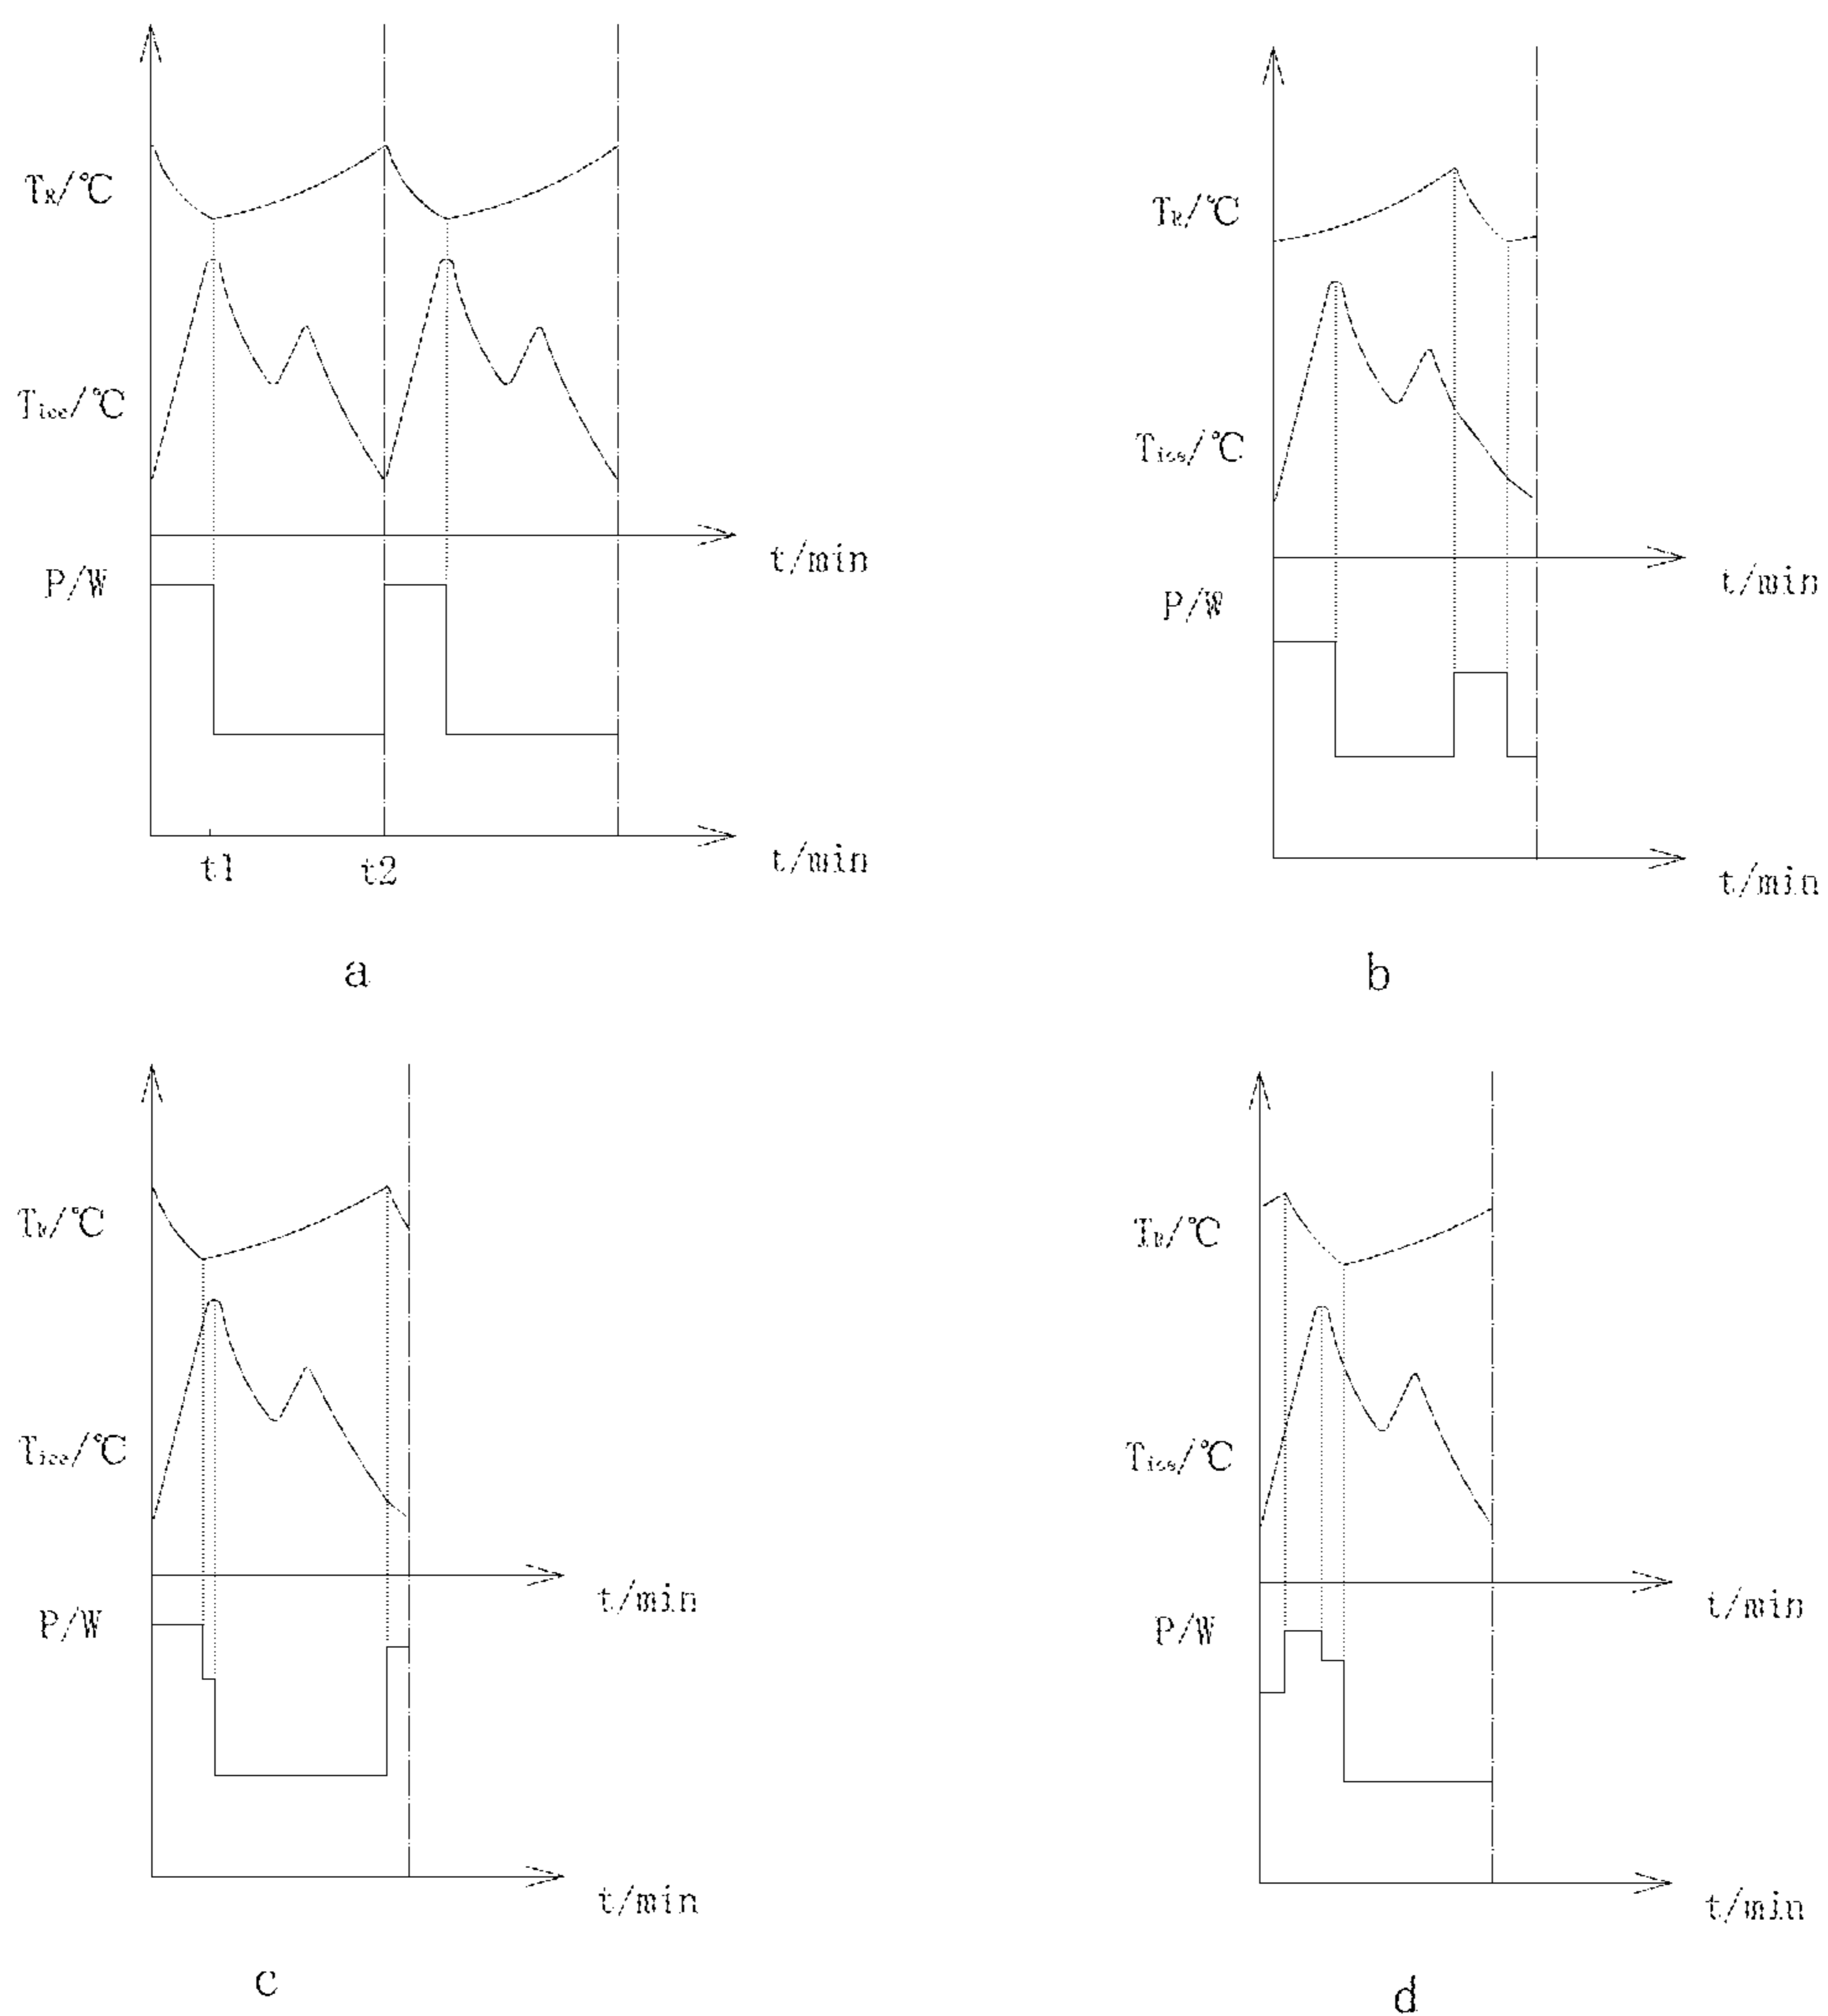 TR/℃
Tice/℃
t/min
P/W
t/min
t1
t2
a
TR/℃
Tice/℃
t/min
P/W
t/min
b
TR/℃
Tice/℃
t/min
P/W
t/min
c
TR/℃
Tice/℃
t/min
P/W
t/min
d